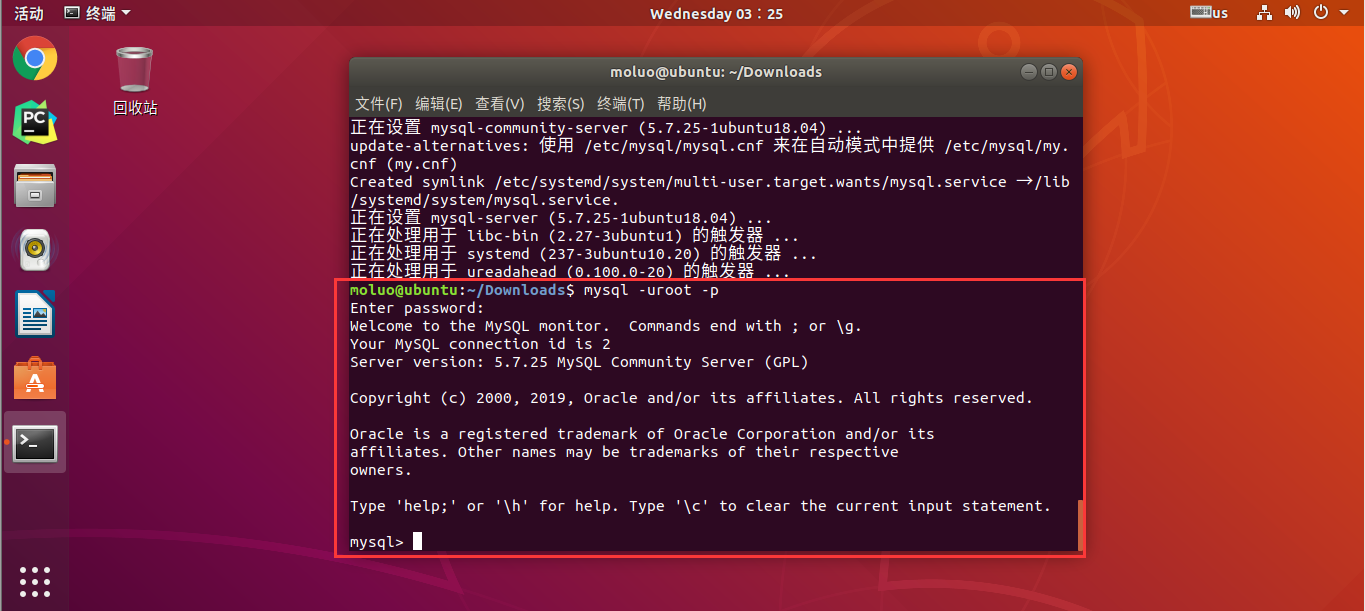 活动 终端 Wednesday 03：25 us
PC
回收站
moluo@ubuntu: ~/Downloads
文件(F) 编辑(E) 查看(V) 搜索(S) 终端(T) 帮助(H)
正在设置 mysql-community-server (5.7.25-1ubuntu18.04) ...
update-alternatives: 使用 /etc/mysql/mysql.cnf 来在自动模式中提供 /etc/mysql/my.
cnf (my.cnf)
Created symlink /etc/systemd/system/multi-user.target.wants/mysql.service →/lib
/systemd/system/mysql.service.
正在设置 mysql-server (5.7.25-1ubuntu18.04) ...
正在处理用于 libc-bin (2.27-3ubuntu1) 的触发器 ...
正在处理用于 systemd (237-3ubuntu10.20) 的触发器 ...
正在处理用于 ureadahead (0.100.0-20) 的触发器 ...
moluo@ubuntu:~/Downloads$ mysql -uroot -p
Enter password:
Welcome to the MySQL monitor.  Commands end with ; or \g.
Your MySQL connection id is 2
Server version: 5.7.25 MySQL Community Server (GPL)
Copyright (c) 2000, 2019, Oracle and/or its affiliates. All rights reserved.
Oracle is a registered trademark of Oracle Corporation and/or its
affiliates. Other names may be trademarks of their respective
owners.
Type 'help;' or '\h' for help. Type '\c' to clear the current input statement.
mysql>